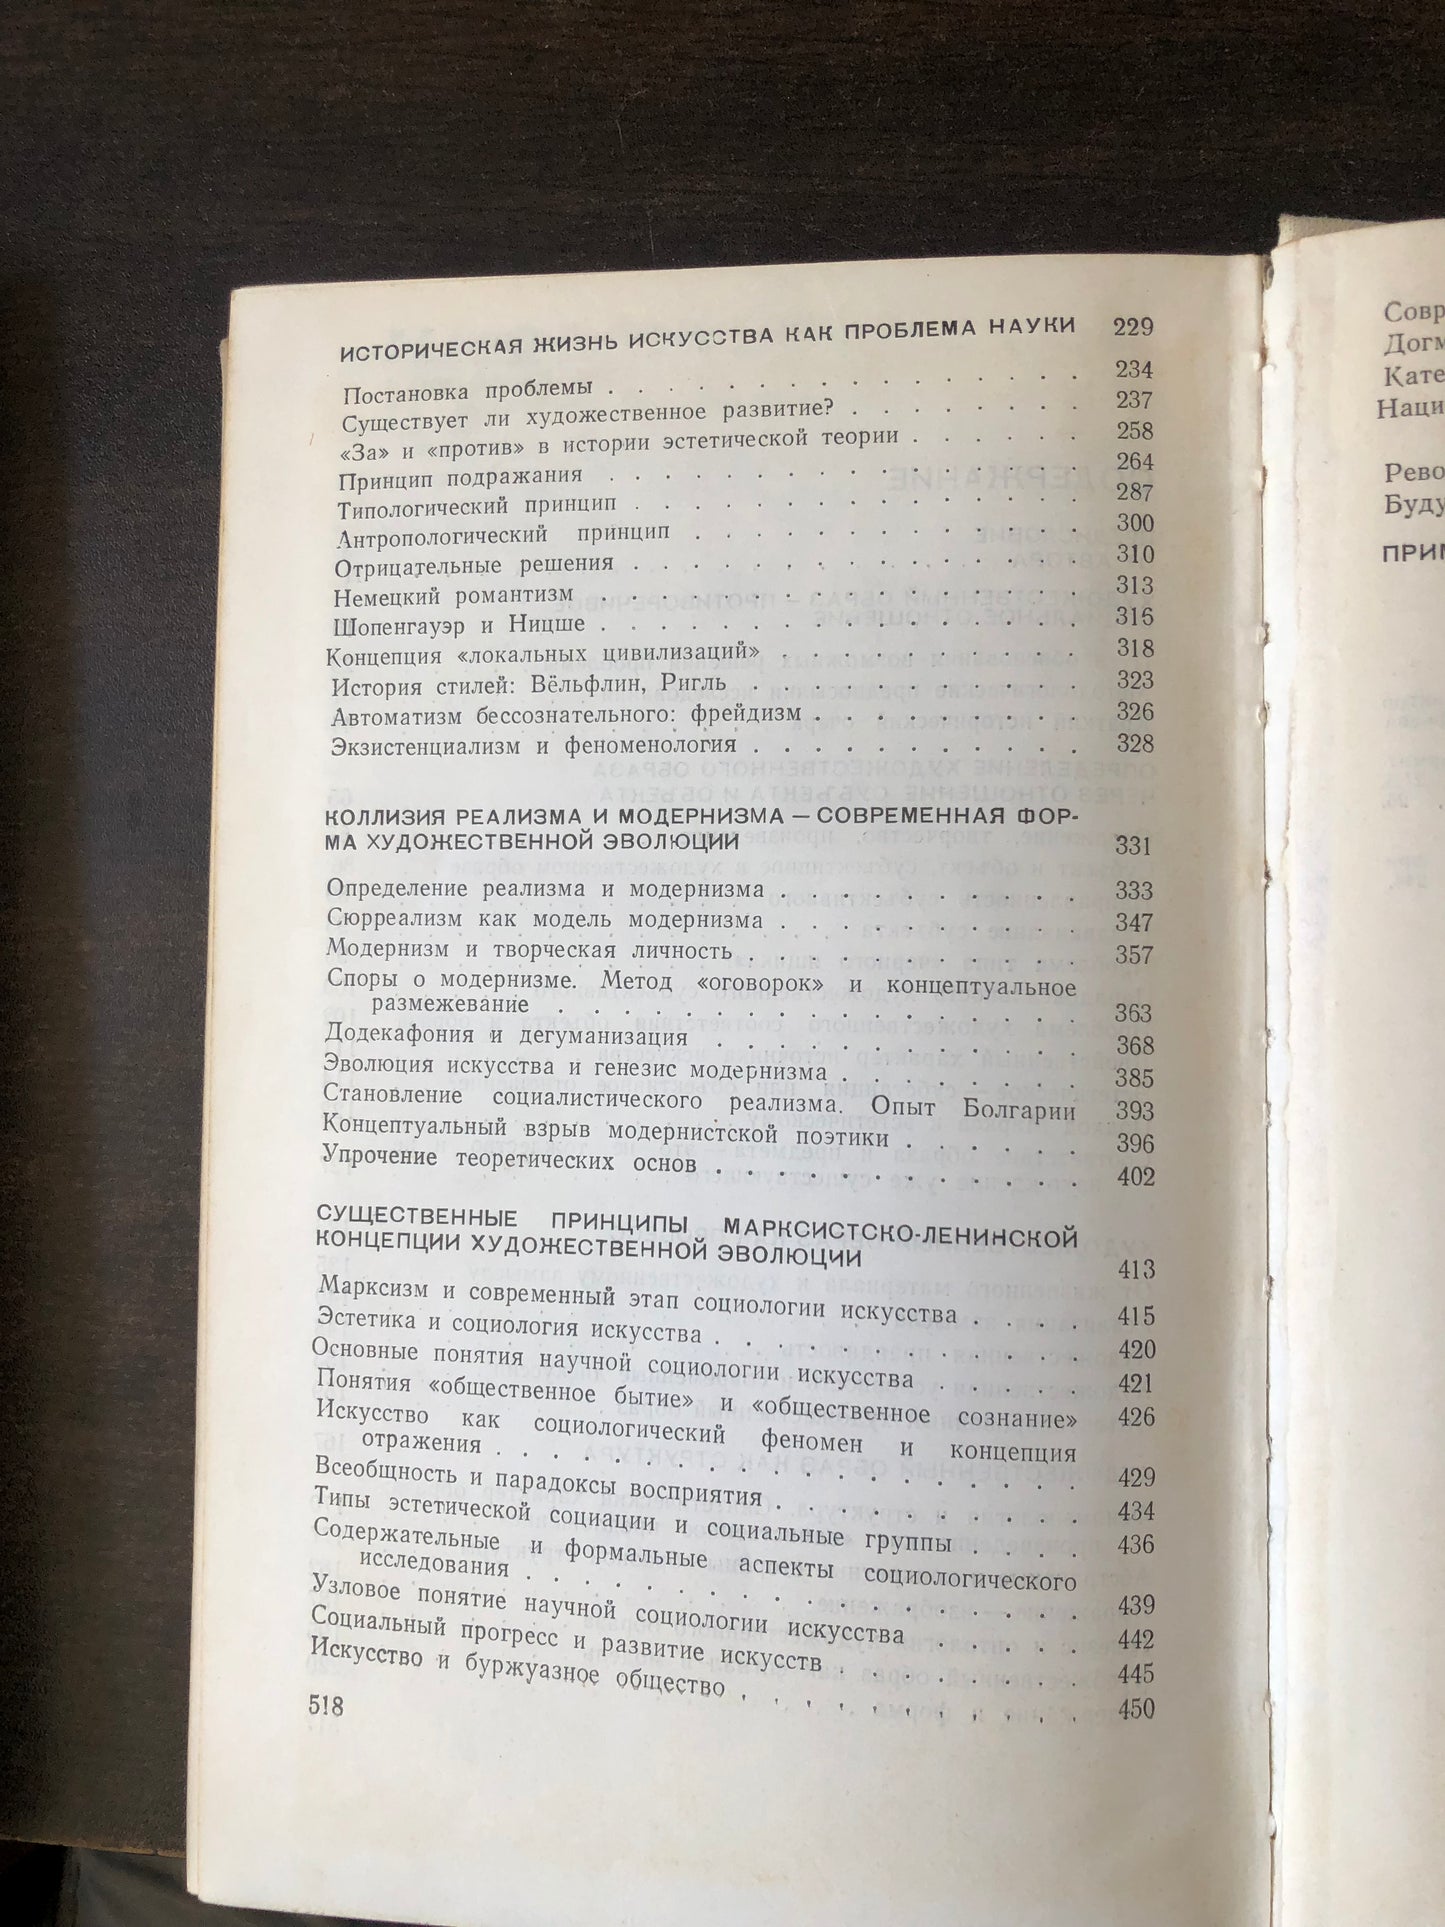 ИСТОРИЧЕСКАЯ ЖИЗНЬ ИСКУССТВА КАК ПРОБЛЕМА НАУКИ 229
Постановка проблемы . . . . . . . . . . . . . . 234
Существует ли художественное развитие? . . . . . . . . 237
«За» и «против» в истории эстетической теории . . . . . . 258
Принцип подражания . . . . . . . . . . . . . . 264
Типологический принцип . . . . . . . . . . . . . 287
Антропологический принцип . . . . . . . . . . . . 300
Отрицательные решения . . . . . . . . . . . . . 310
Немецкий романтизм . . . . . . . . . . . . . . 313
Шопенгауэр и Ницше . . . . . . . . . . . . . . 316
Концепция «локальных цивилизаций» . . . . . . . . . 318
История стилей: Вёльфлин, Ригль . . . . . . . . . . 323
Автоматизм бессознательного: фрейдизм . . . . . . . . 326
Экзистенциализм и феноменология . . . . . . . . . . 328
КОЛЛИЗИЯ РЕАЛИЗМА И МОДЕРНИЗМА — СОВРЕМЕННАЯ ФОР-
МА ХУДОЖЕСТВЕННОЙ ЭВОЛЮЦИИ 331
Определение реализма и модернизма . . . . . . . . . 333
Сюрреализм как модель модернизма . . . . . . . . . 347
Модернизм и творческая личность . . . . . . . . . . 357
Споры о модернизме. Метод «оговорок» и концептуальное
размежевание . . . . . . . . . . . . . . . . 363
Додекафония и дегуманизация . . . . . . . . . . . 368
Эволюция искусства и генезис модернизма . . . . . . . 385
Становление социалистического реализма. Опыт Болгарии 393
Концептуальный взрыв модернистской поэтики . . . . . . 396
Упрочение теоретических основ . . . . . . . . . . . 402
СУЩЕСТВЕННЫЕ ПРИНЦИПЫ МАРКСИСТСКО-ЛЕНИНСКОЙ
КОНЦЕПЦИИ ХУДОЖЕСТВЕННОЙ ЭВОЛЮЦИИ 413
Марксизм и современный этап социологии искусства . . . . 415
Эстетика и социология искусства . . . . . . . . . . . 420
Основные понятия научной социологии искусства . . . . . 421
Понятия «общественное бытие» и «общественное сознание» 426
Искусство как социологический феномен и концепция
отражения . . . . . . . . . . . . . . . . . . 429
Всеобщность и парадоксы восприятия . . . . . . . . . 434
Типы эстетической социации и социальные группы . . . . 436
Содержательные и формальные аспекты социологического
исследования . . . . . . . . . . . . . . . . . 439
Узловое понятие научной социологии искусства . . . . . 442
Социальный прогресс и развитие искусств . . . . . . . . 445
Искусство и буржуазное общество . . . . . . . . . . . 450
518
Совр
Догм
Кате
Наци
Рево
Буду